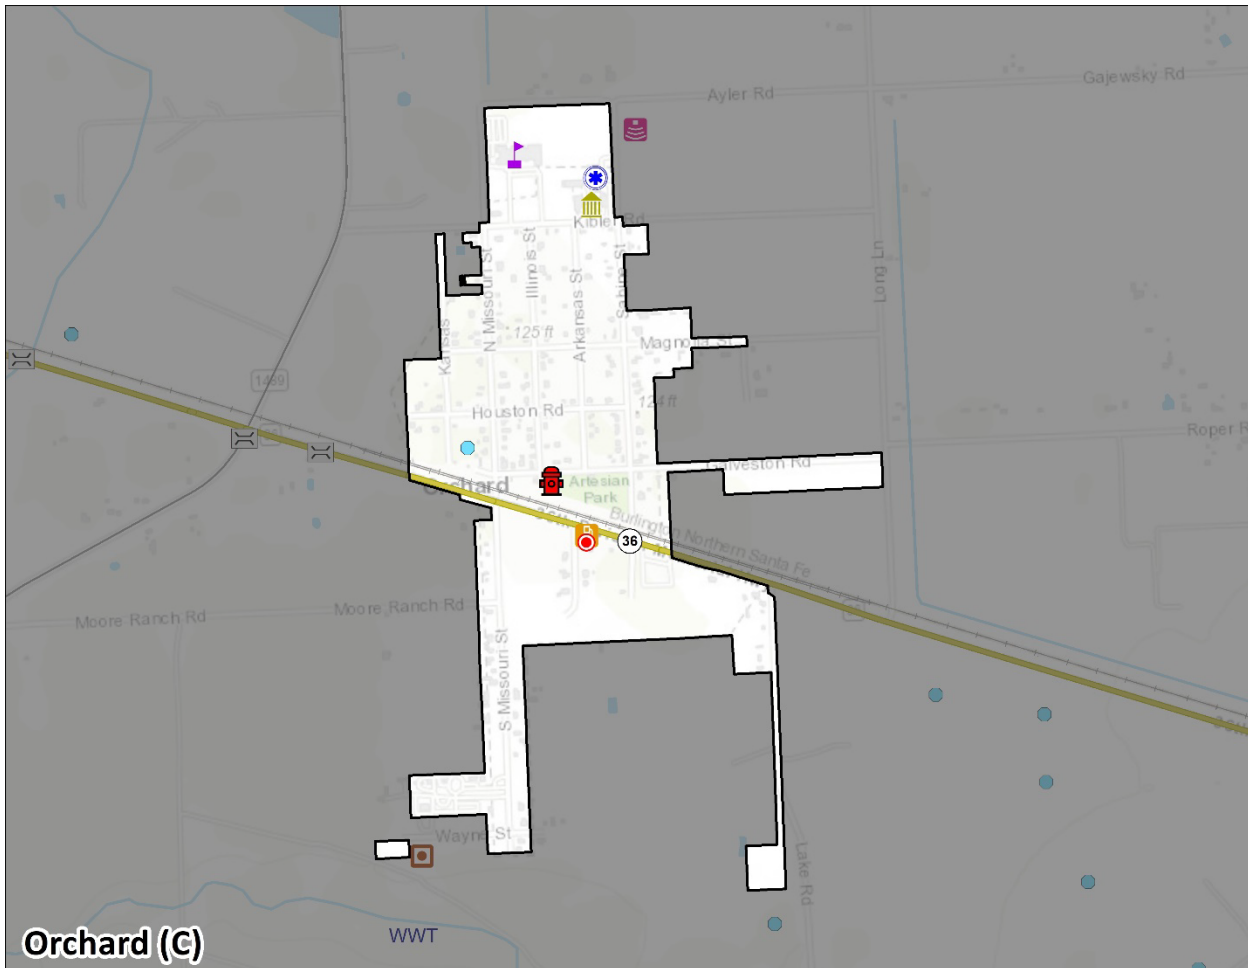 Gajewsky Rd
Ayler Rd
Kibler Rd
Long Ln
Illinois St
N Missouri St
Sabine St
Arkansas St
125 ft
Magnolia St
Kansas
1489
124 ft
Houston Rd
Roper R
Galveston Rd
Orchard
Artesian
Park
36
Burlington Northern Santa Fe
Moore Ranch Rd
Moore Ranch Rd
S Missouri St
Wayne St
Lake Rd
WWT
Orchard (C)